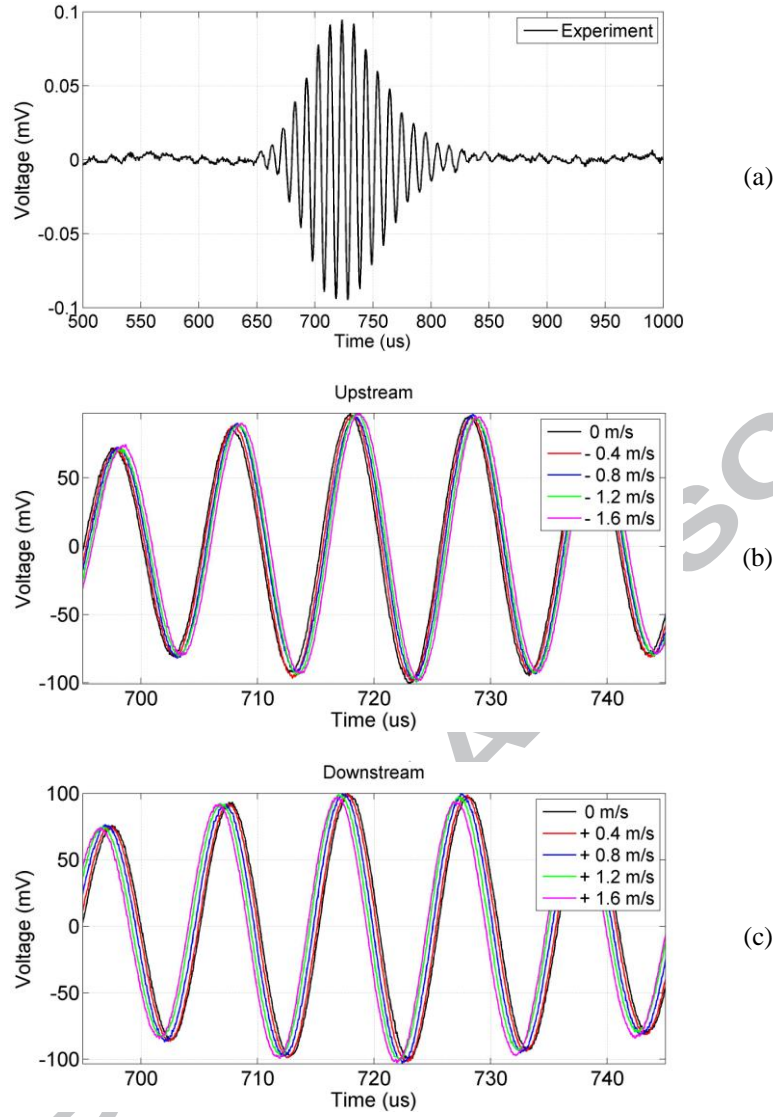 0.1
Experiment
0.05
0
-0.05
-0.1
Voltage (mV)
500 550 600 650 700 750 800 850 900 950 1000
Time (us)
(a)
Upstream
50
0
-50
-100
Voltage (mV)
0 m/s
- 0.4 m/s
- 0.8 m/s
- 1.2 m/s
- 1.6 m/s
700 710 720 730 740
Time (us)
(b)
SC
A
Downstream
100
50
0
-50
-100
Voltage (mV)
0 m/s
+ 0.4 m/s
+ 0.8 m/s
+ 1.2 m/s
+ 1.6 m/s
700 710 720 730 740
Time (us)
(c)